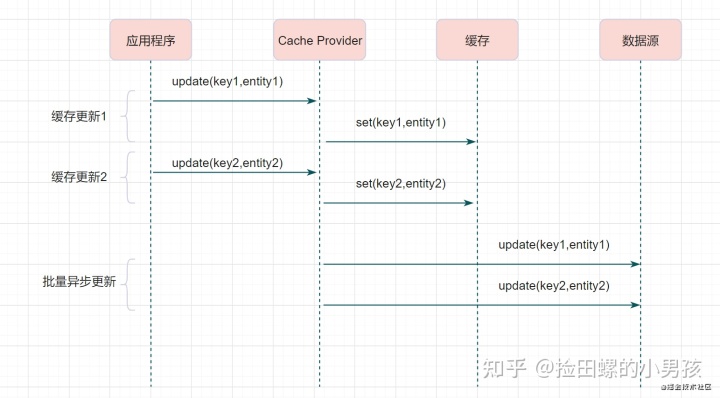 应用程序
Cache Provider
缓存
数据源
update(key1,entity1)
缓存更新1
set(key1,entity1)
update(key2,entity2)
缓存更新2
set(key2,entity2)
update(key1,entity1)
批量异步更新
update(key2,entity2)
知乎 @捡田螺的小男孩
@掘金技术社区